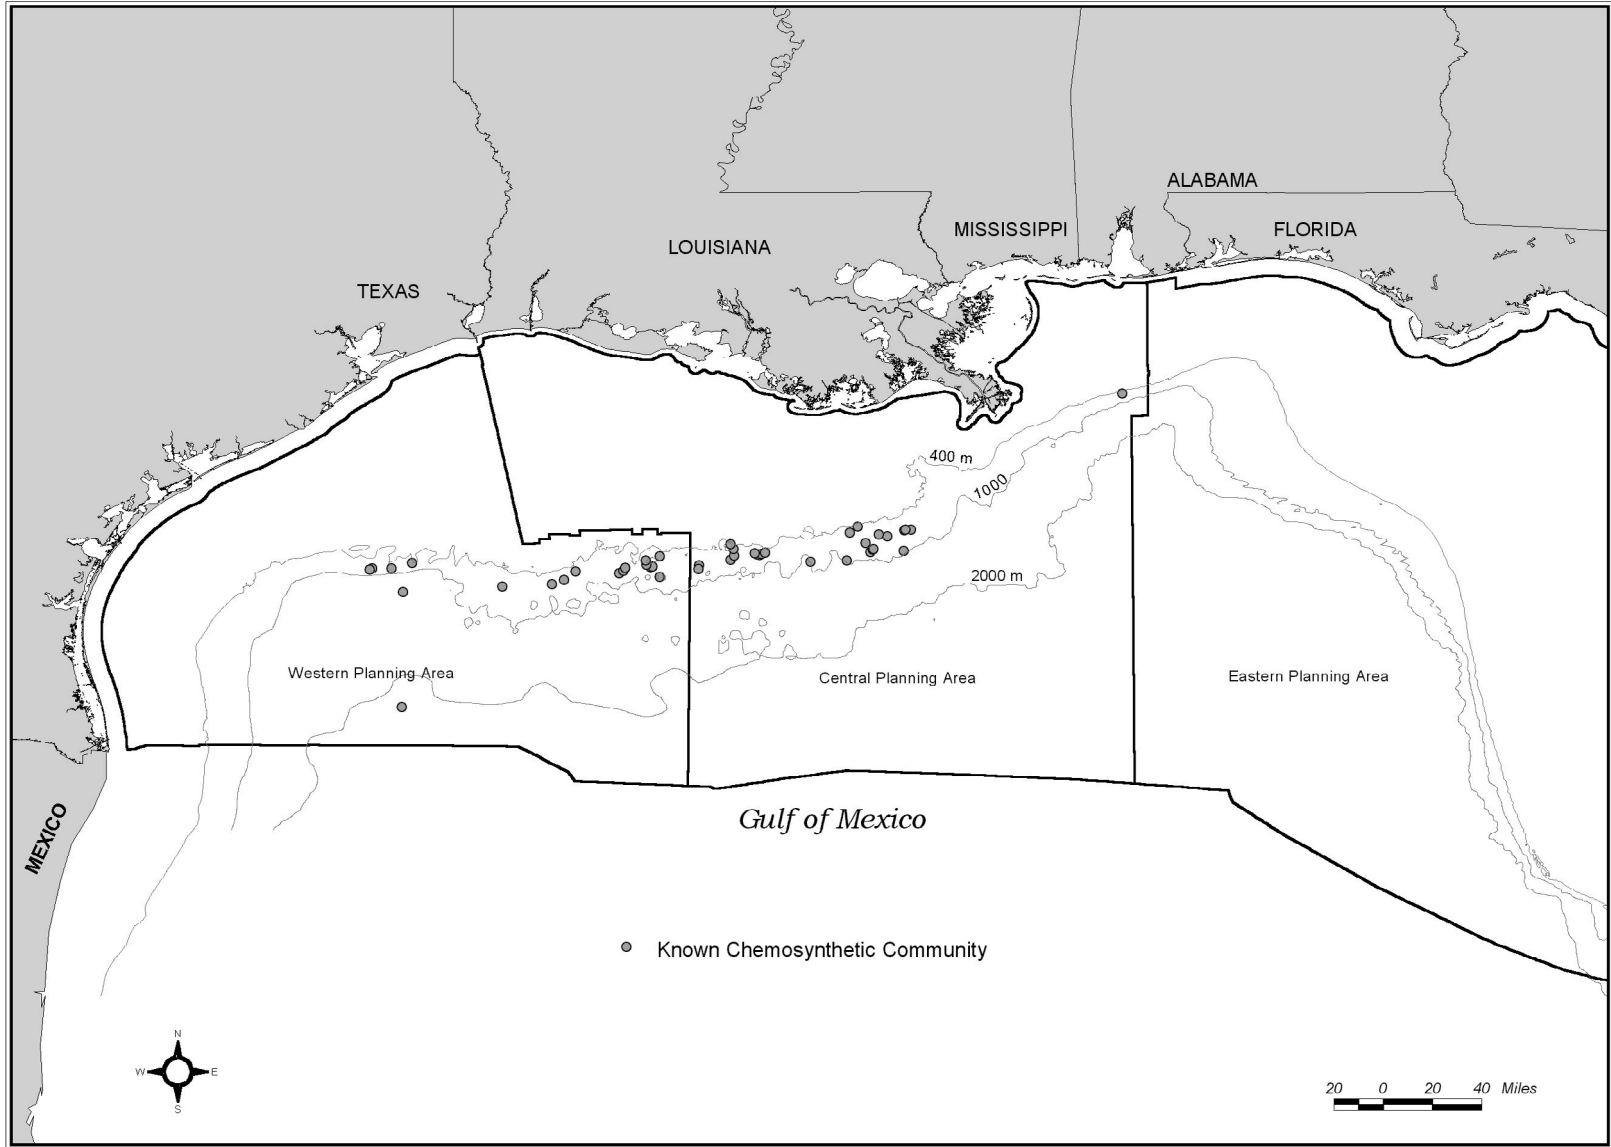 ALABAMA
MISSISSIPPI
FLORIDA
LOUISIANA
TEXAS
400 m
1000
2000 m
Western Planning Area
Central Planning Area
Eastern Planning Area
Gulf of Mexico
MEXICO
Known Chemosynthetic Community
N
W E
S
20 0 20 40 Miles